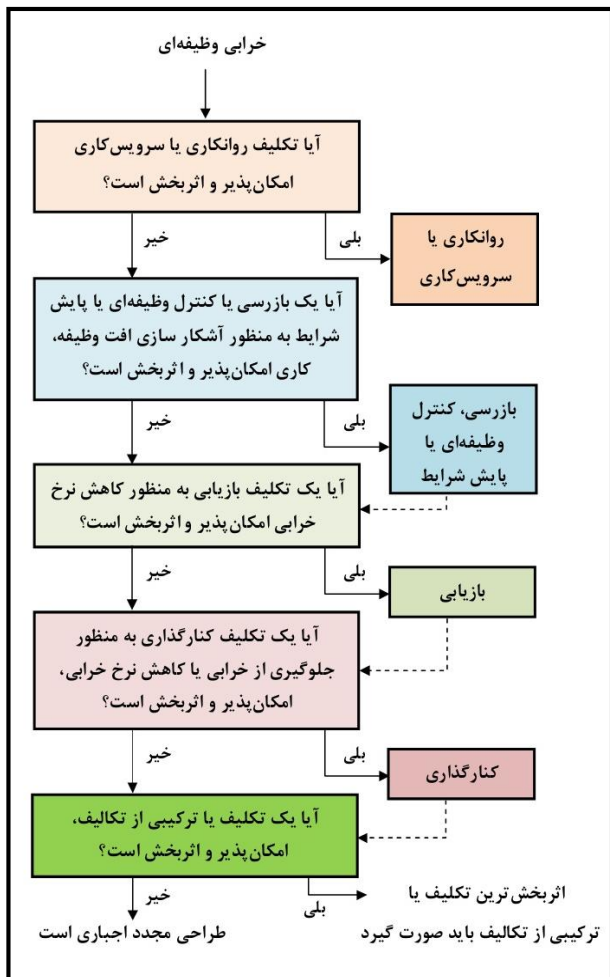 خرابی وظیفه‌ای
آیا تکلیف روانکاری یا سرویس‌کاری
امکان‌پذیر و اثربخش است؟
خیر
بلی
روانکاری یا
سرویس‌کاری
آیا یک بازرسی یا کنترل وظیفه‌ای یا پایش
شرایط به منظور آشکار سازی افت وظیفه،
کاری امکان‌پذیر و اثربخش است؟
خیر
بلی
بازرسی، کنترل
وظیفه‌ای یا
پایش شرایط
آیا یک تکلیف بازیابی به منظور کاهش نرخ
خرابی امکان‌پذیر و اثربخش است؟
خیر
بلی
بازیابی
آیا یک تکلیف کنارگذاری به منظور
جلوگیری از خرابی یا کاهش نرخ خرابی،
امکان‌پذیر و اثربخش است؟
خیر
بلی
کنارگذاری
آیا یک تکلیف یا ترکیبی از تکالیف،
امکان‌پذیر و اثربخش است؟
خیر
بلی
اثربخش‌ترین تکلیف یا
ترکیبی از تکالیف باید صورت گیرد
طراحی مجدد اجباری است